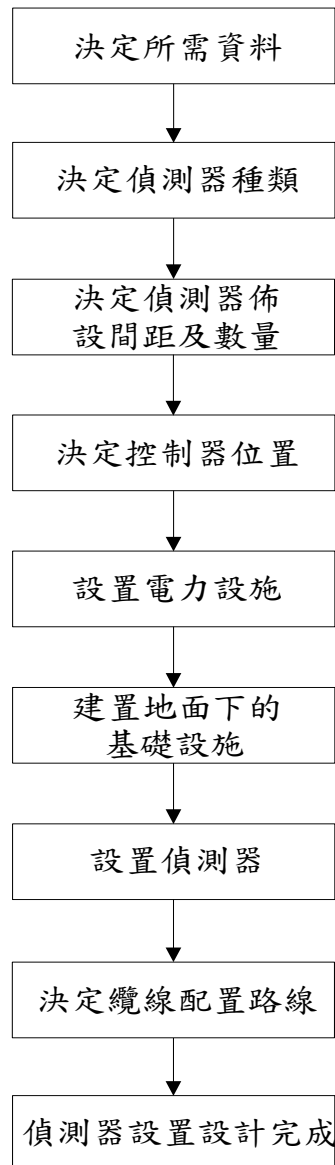 決定所需資料
決定偵測器種類
決定偵測器佈
設間距及數量
決定控制器位置
設置電力設施
建置地面下的
基礎設施
設置偵測器
決定纜線配置路線
偵測器設置設計完成